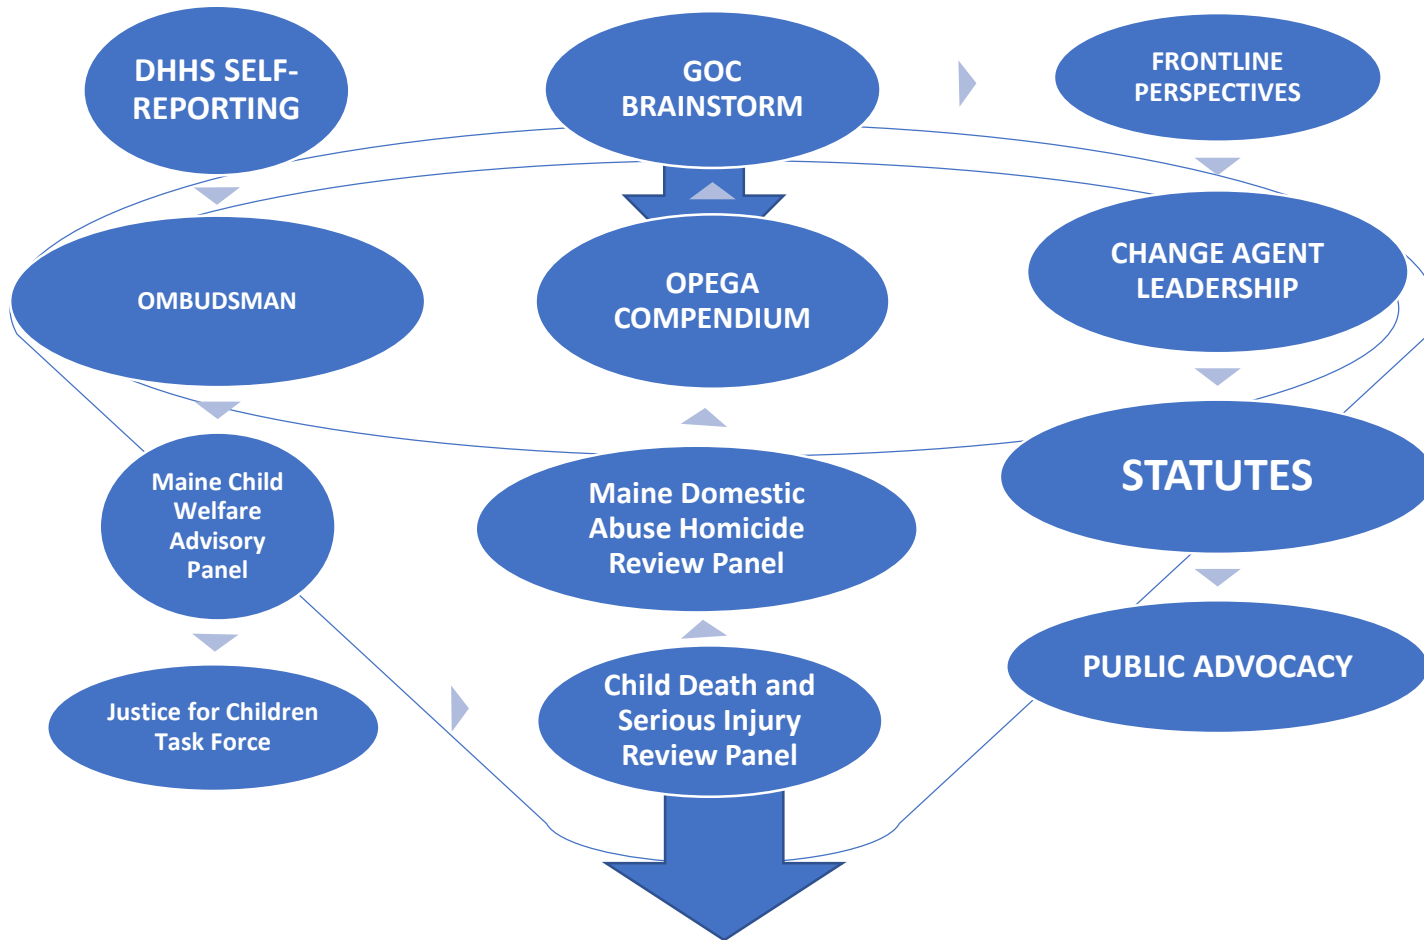 DHHS SELF-
REPORTING
GOC
BRAINSTORM
FRONTLINE
PERSPECTIVES
OMBUDSMAN
OPEGA
COMPENDIUM
CHANGE AGENT
LEADERSHIP
Maine Child
Welfare
Advisory
Panel
Maine Domestic
Abuse Homicide
Review Panel
STATUTES
Justice for Children
Task Force
Child Death and
Serious Injury
Review Panel
PUBLIC ADVOCACY